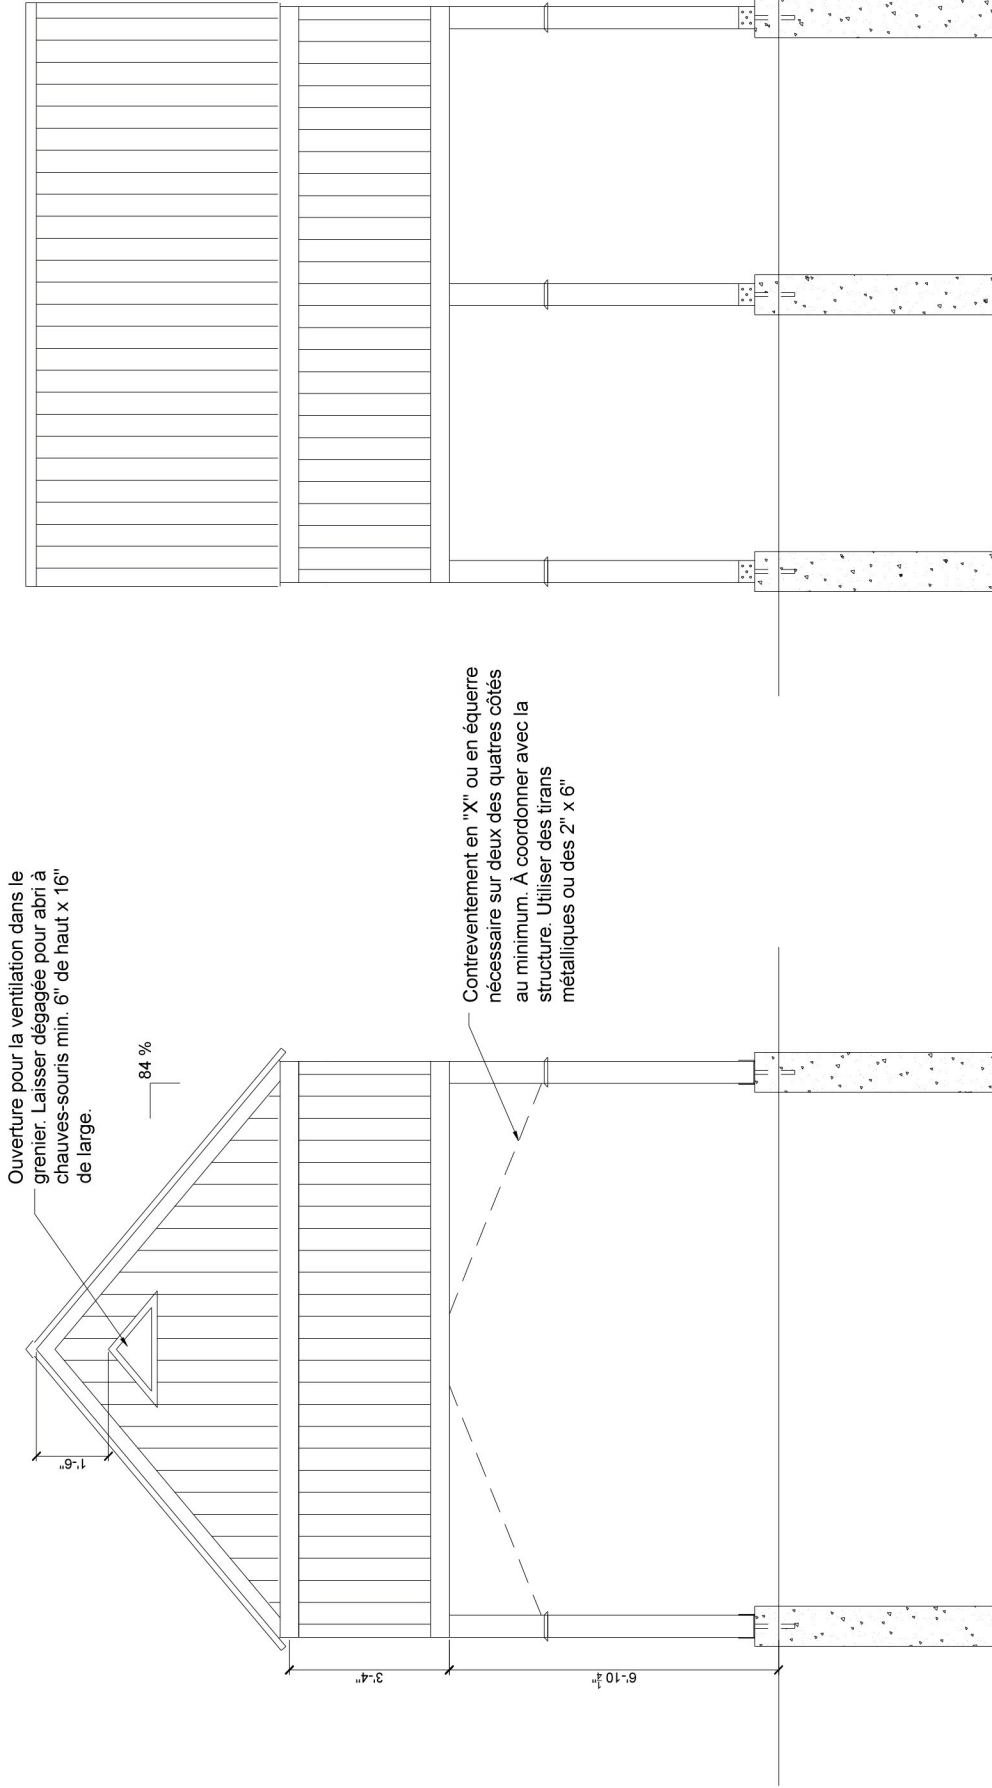 Ouverture pour la ventilation dans le
grenier. Laisser dégagée pour abri à
chauves-souris min. 6" de haut x 16"
de large.
84 %
1'-6"
Contreventement en "X" ou en équerre
nécessaire sur deux des quatres côtés
au minimum. À coordonner avec la
structure. Utiliser des tirans
métalliques ou des 2" x 6"
3'-4"
6'-10 1/4"